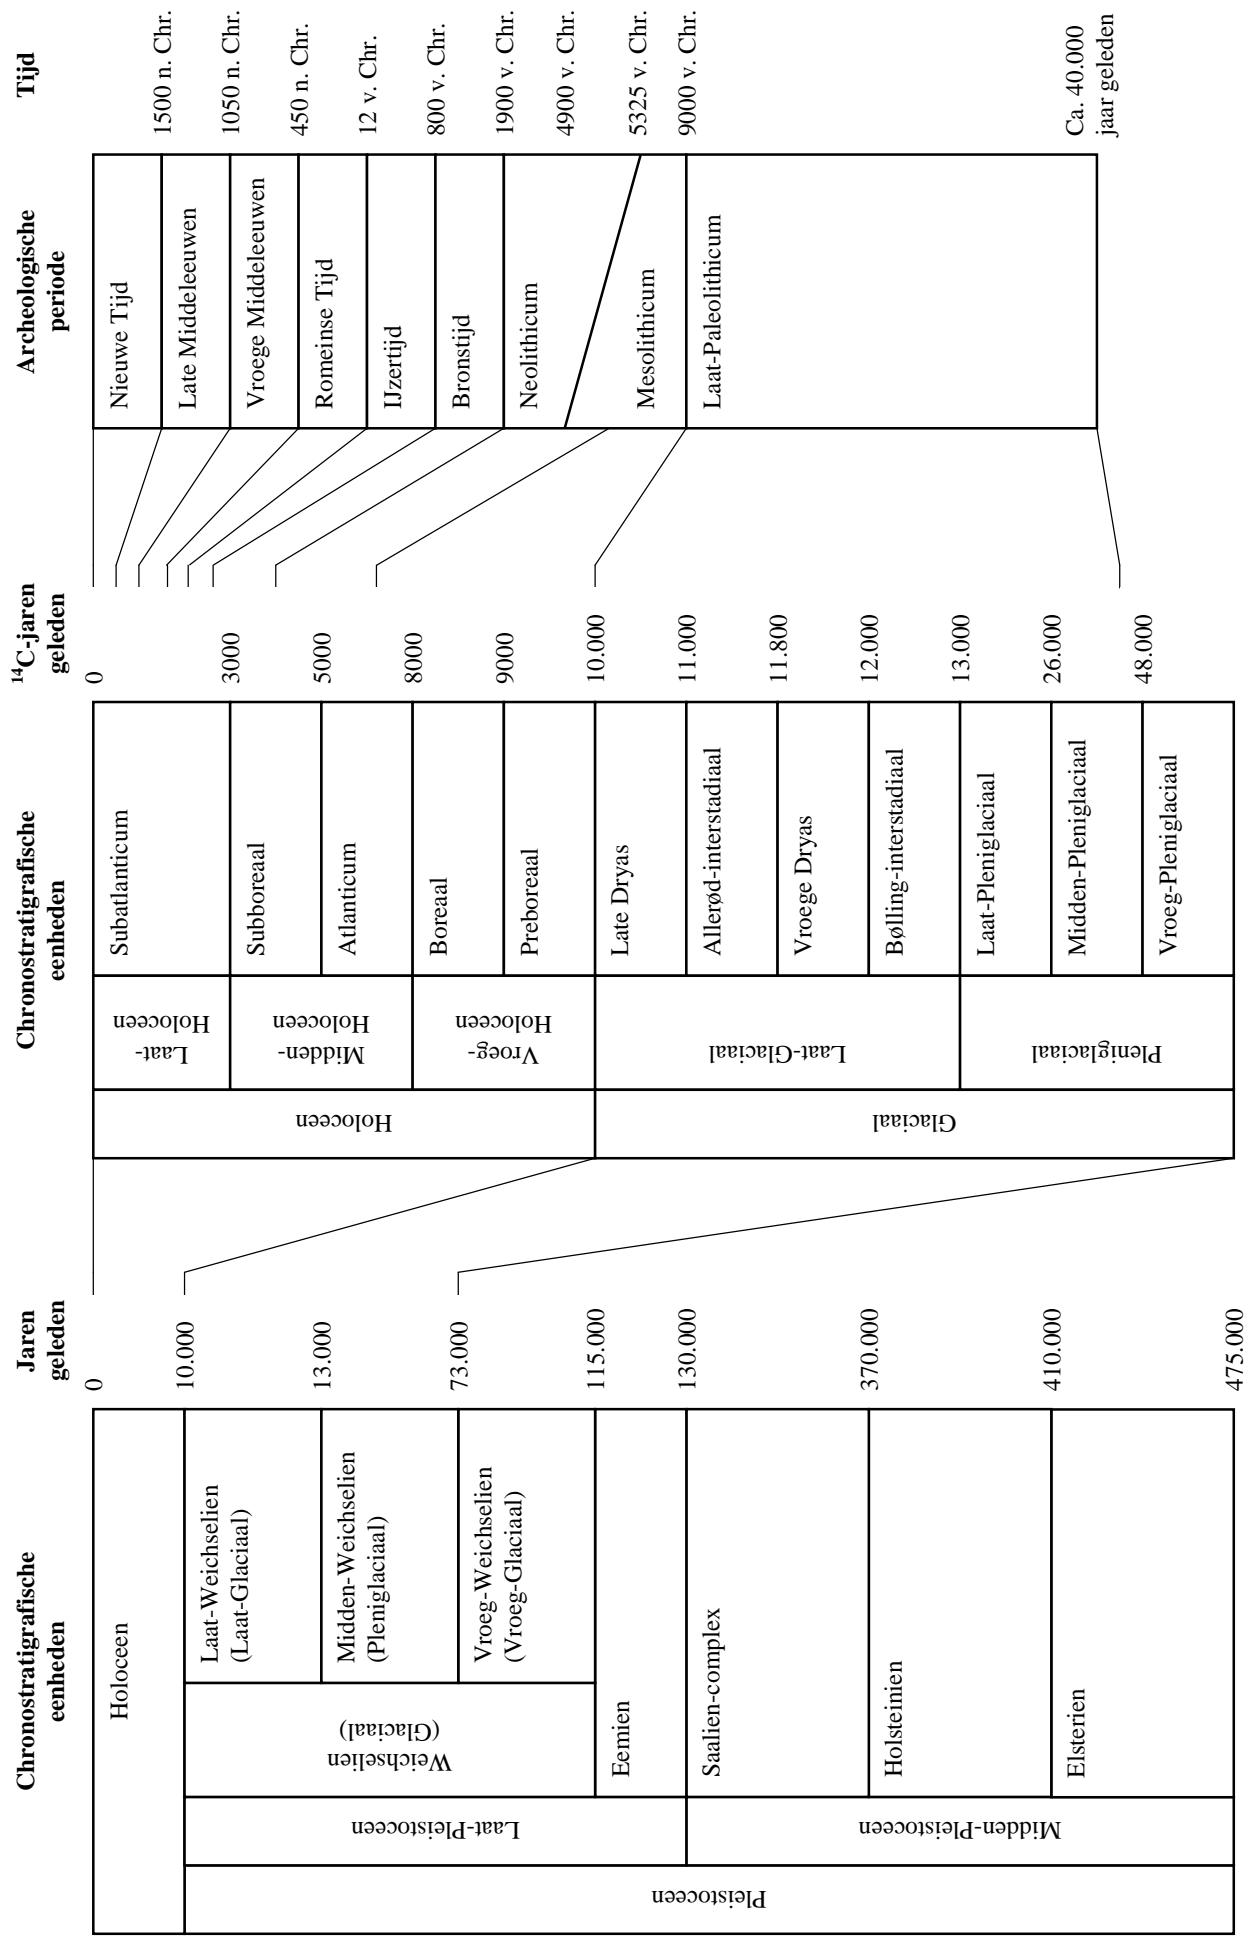 Chronostratigrafische
eenheden
Jaren
geleden
Chronostratigrafische
eenheden
¹⁴C-jaren
geleden
Archeologische
periode
Tijd
Holoceen
Pleistoceen
Laat-Pleistoceen
Midden-Pleistoceen
Weichselien
(Glaciaal)
Laat-Weichselien
(Laat-Glaciaal)
Midden-Weichselien
(Pleniglaciaal)
Vroeg-Weichselien
(Vroeg-Glaciaal)
Eemien
Saalien-complex
Holsteinien
Elsterien
0
10.000
13.000
73.000
115.000
130.000
370.000
410.000
475.000
Holoceen
Glaciaal
Laat-
Holoceen
Midden-
Holoceen
Vroeg-
Holoceen
Laat-Glaciaal
Pleniglaciaal
Subatlanticum
Subboreaal
Atlanticum
Boreaal
Preboreaal
Late Dryas
Allerød-interstadiaal
Vroege Dryas
Bølling-interstadiaal
Laat-Pleniglaciaal
Midden-Pleniglaciaal
Vroeg-Pleniglaciaal
0
3000
5000
8000
9000
10.000
11.000
11.800
12.000
13.000
26.000
48.000
Nieuwe Tijd
Late Middeleeuwen
Vroege Middeleeuwen
Romeinse Tijd
IJzertijd
Bronstijd
Neolithicum
Mesolithicum
Laat-Paleolithicum
1500 n. Chr.
1050 n. Chr.
450 n. Chr.
12 v. Chr.
800 v. Chr.
1900 v. Chr.
4900 v. Chr.
5325 v. Chr.
9000 v. Chr.
Ca. 40.000
jaar geleden